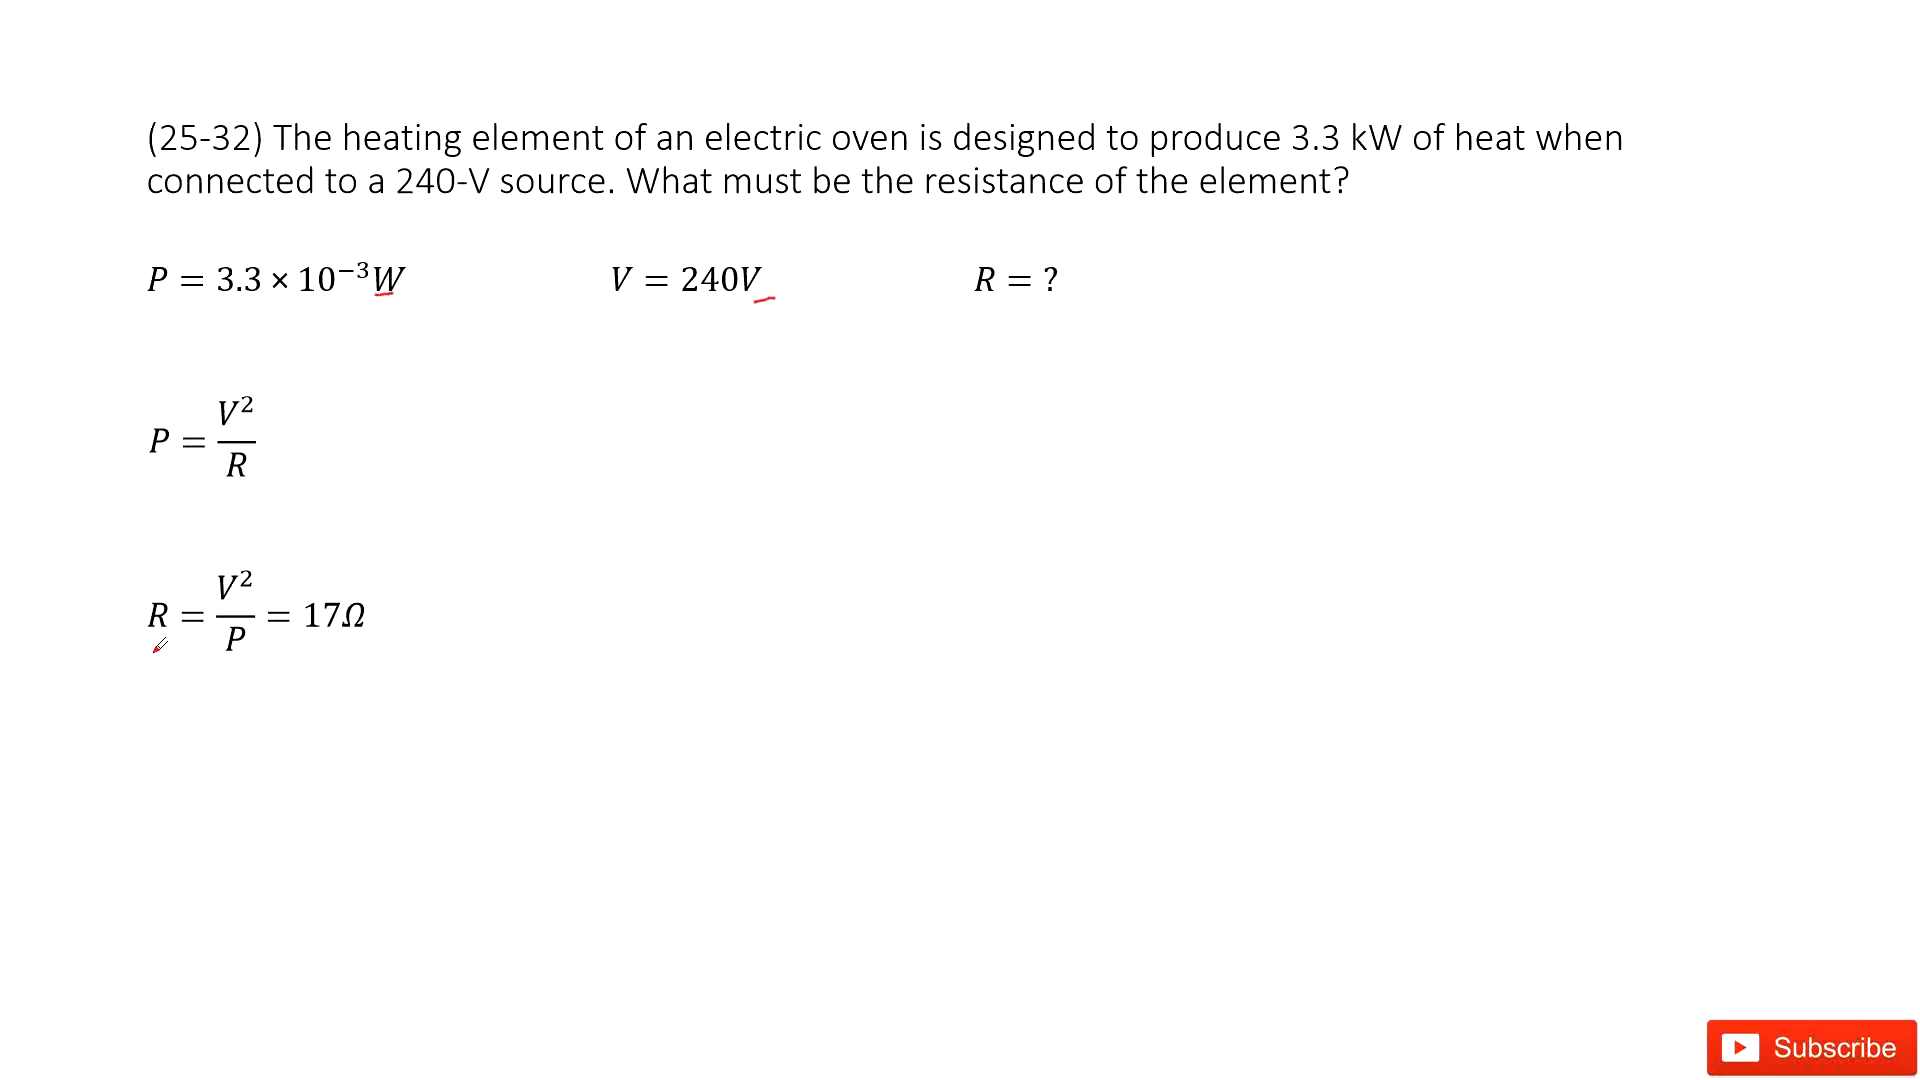 (25-32) The heating element of an electric oven is designed to produce 3.3 kW of heat when
connected to a 240-V source. What must be the resistance of the element?
P = 3.3 × 10⁻³W V = 240V R = ?
P = V²/R
R = V²/P = 17Ω
Subscribe